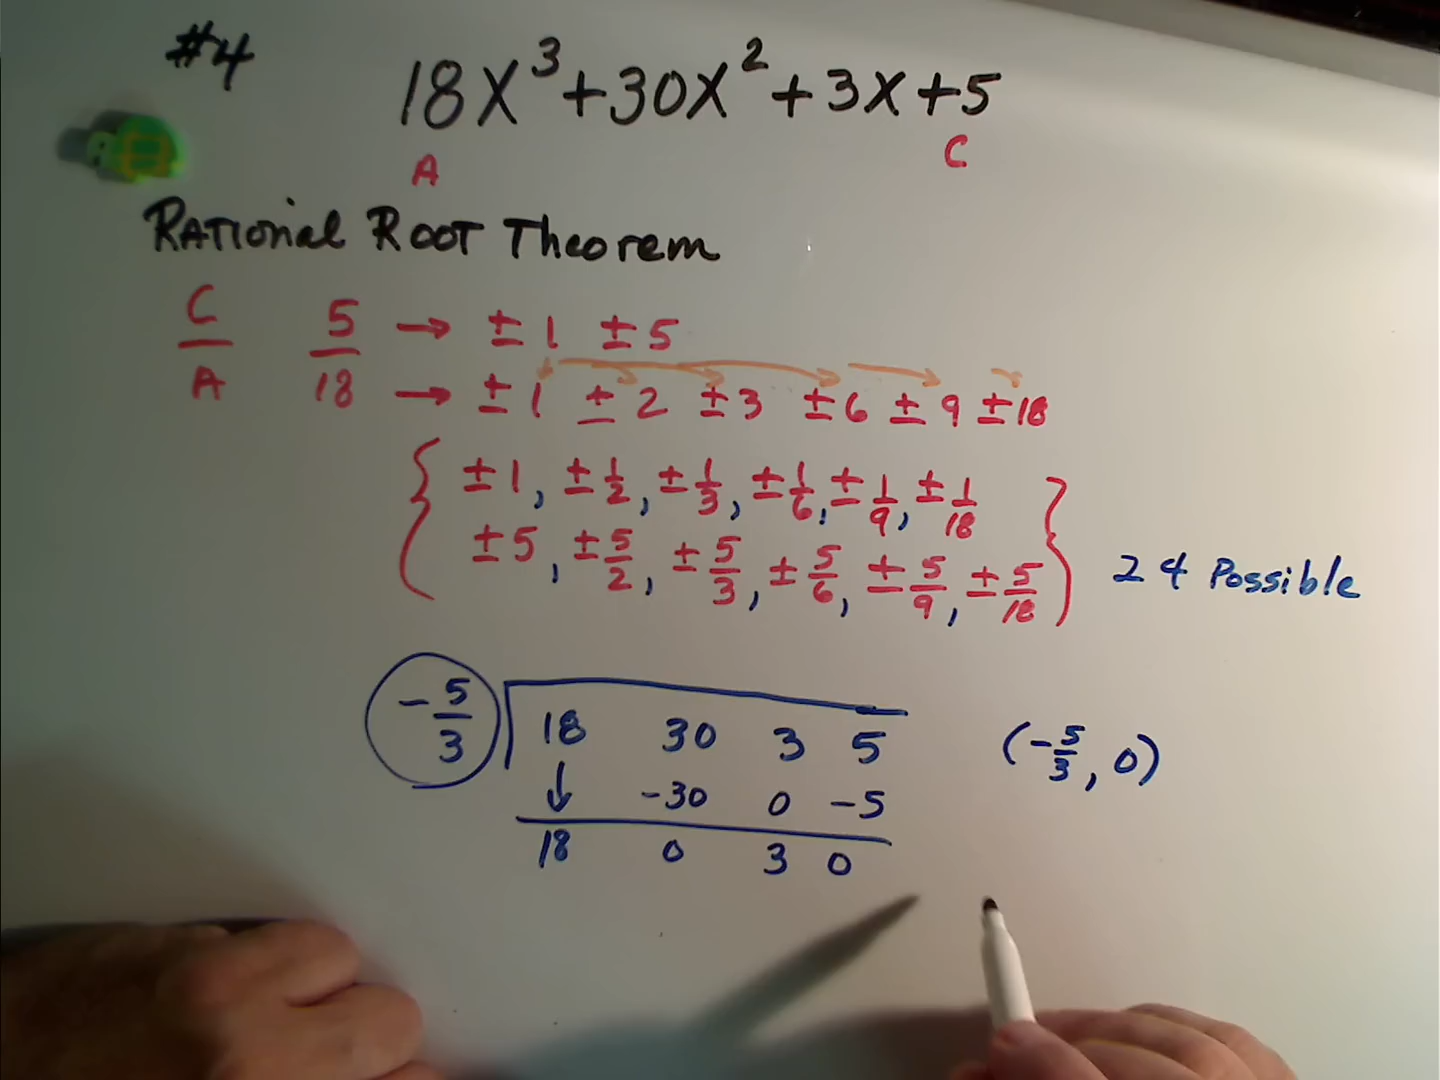 #4
18x³+30x²+3x+5
A C
Rational Root Theorem
C/A 5/18 → ±1 ±5
→ ±1 ±2 ±3 ±6 ±9 ±18
{ ±1, ±1/2, ±1/3, ±1/6, ±1/9, ±1/18
±5, ±5/2, ±5/3, ±5/6, ±5/9, ±5/18 } 24 Possible
-5/3 18 30 3 5 (-5/3, 0)
↓ -30 0 -5
18 0 3 0